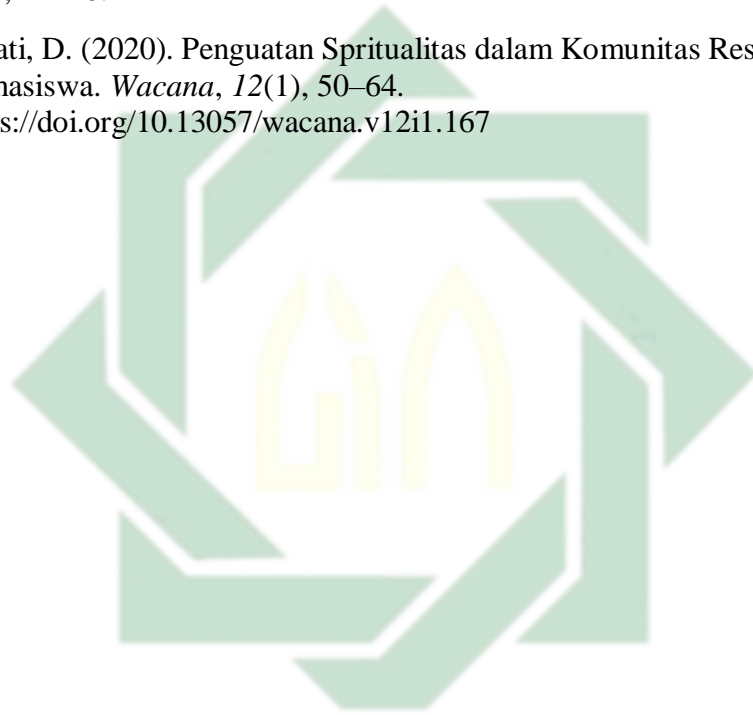 ati, D. (2020). Penguatan Spritualitas dalam Komunitas Res
nasiswa. Wacana, 12(1), 50–64.
s://doi.org/10.13057/wacana.v12i1.167